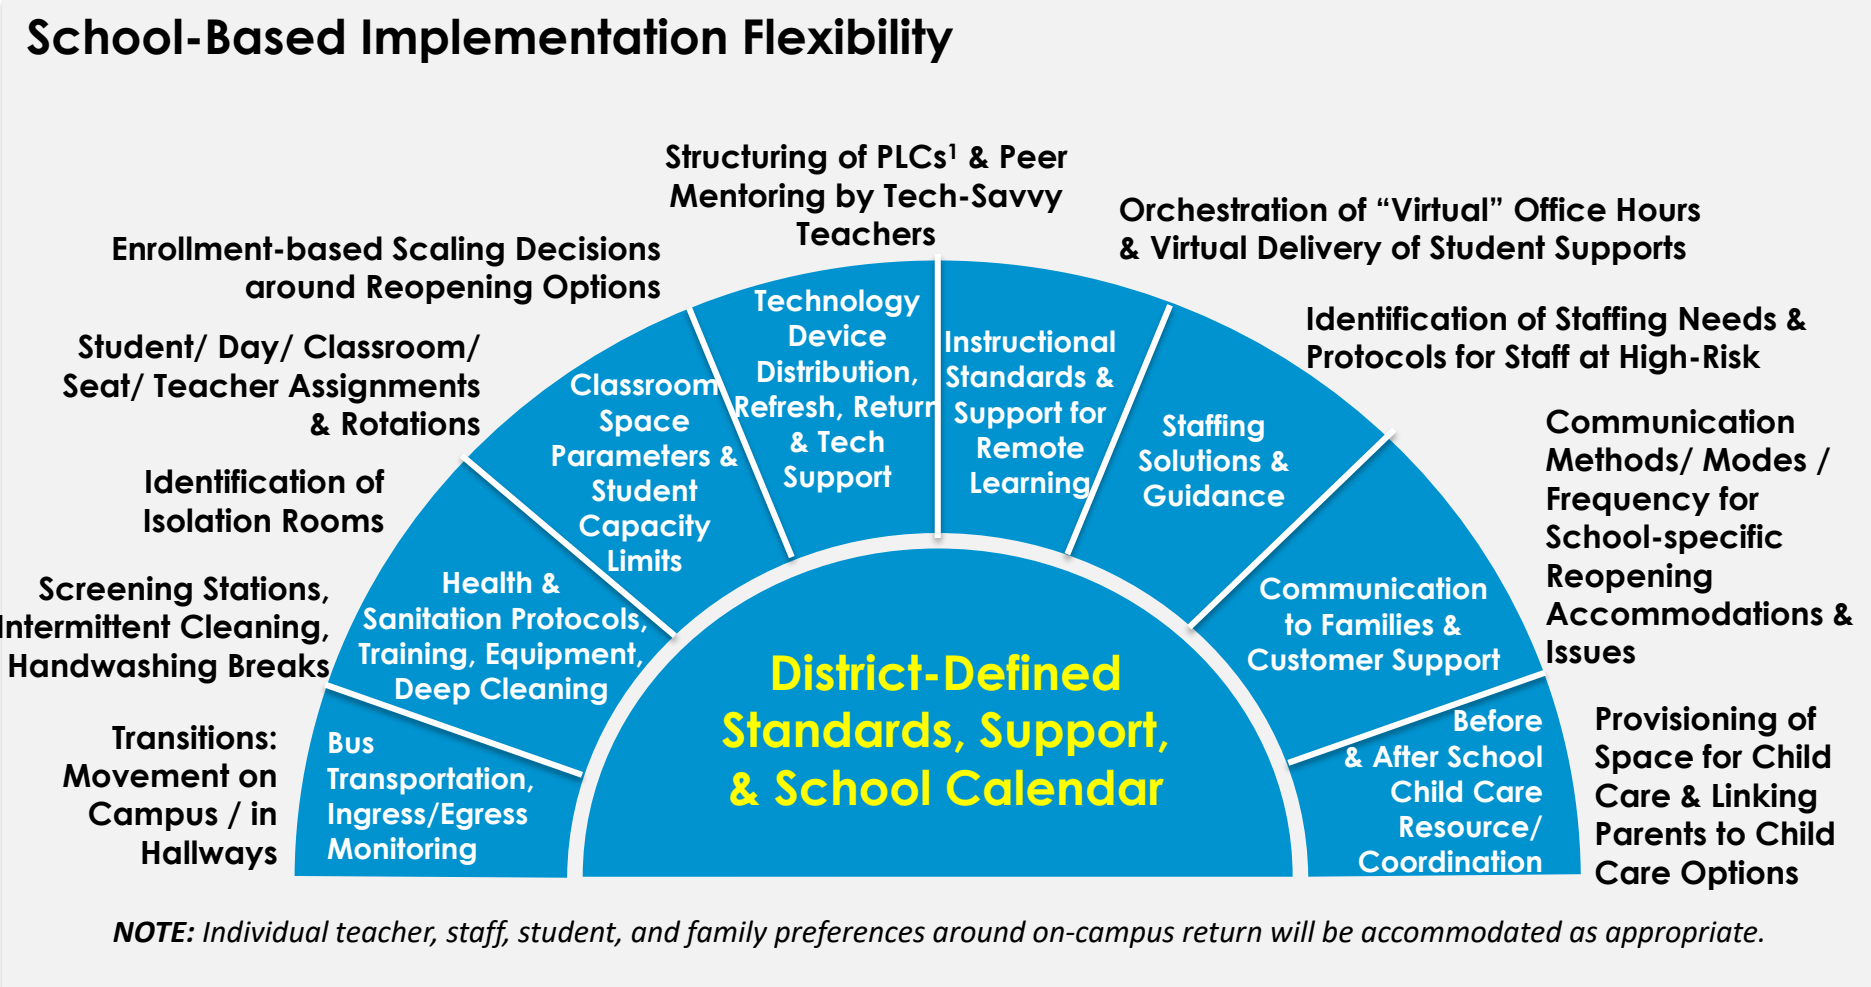 School-Based Implementation Flexibility
Structuring of PLCs¹ & Peer
Mentoring by Tech-Savvy
Teachers
Orchestration of “Virtual” Office Hours
& Virtual Delivery of Student Supports
Enrollment-based Scaling Decisions
around Reopening Options
Identification of Staffing Needs &
Protocols for Staff at High-Risk
Student/ Day/ Classroom/
Seat/ Teacher Assignments
& Rotations
Communication
Methods/ Modes /
Frequency for
School-specific
Reopening
Accommodations &
Issues
Identification of
Isolation Rooms
Screening Stations,
Intermittent Cleaning,
Handwashing Breaks
Transitions:
Movement on
Campus / in
Hallways
Provisioning of
Space for Child
Care & Linking
Parents to Child
Care Options
Bus
Transportation,
Ingress/Egress
Monitoring
Health &
Sanitation Protocols,
Training, Equipment,
Deep Cleaning
Classroom
Space
Parameters &
Student
Capacity
Limits
Technology
Device
Distribution,
Refresh, Return
& Tech
Support
Instructional
Standards &
Support for
Remote
Learning
Staffing
Solutions &
Guidance
Communication
to Families &
Customer Support
Before
& After School
Child Care
Resource/
Coordination
District-Defined
Standards, Support,
& School Calendar
NOTE: Individual teacher, staff, student, and family preferences around on-campus return will be accommodated as appropriate.